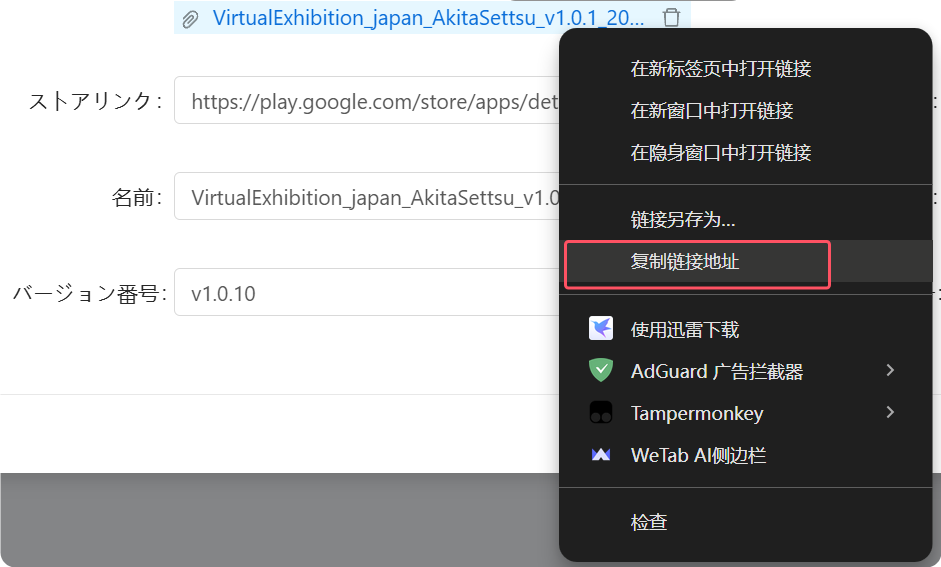 VirtualExhibition_japan_AkitaSettsu_v1.0.1_20...
ストアリンク:
https://play.google.com/store/apps/det
名前:
VirtualExhibition_japan_AkitaSettsu_v1.0
バージョン番号:
v1.0.10
在新标签页中打开链接
在新窗口中打开链接
在隐身窗口中打开链接
链接另存为...
复制链接地址
使用迅雷下载
AdGuard 广告拦截器
Tampermonkey
WeTab AI侧边栏
检查